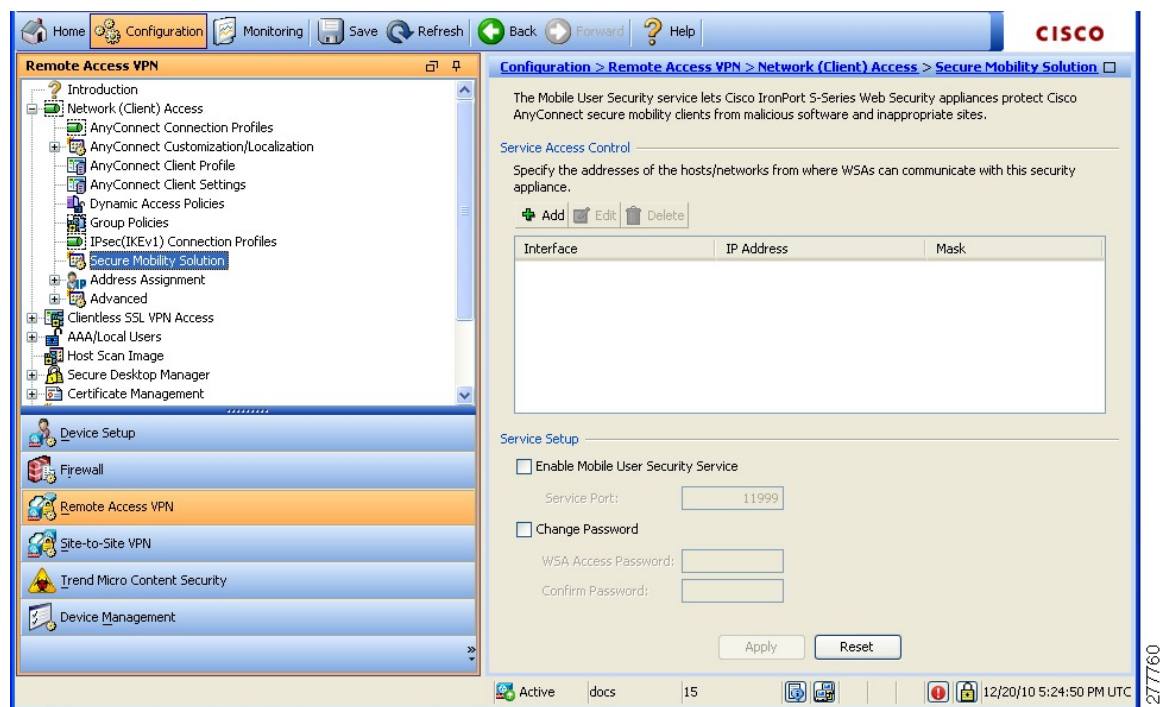 Home Configuration Monitoring Save Refresh Back Forward Help
CISCO
Remote Access VPN
Introduction
Network (Client) Access
AnyConnect Connection Profiles
AnyConnect Customization/Localization
AnyConnect Client Profile
AnyConnect Client Settings
Dynamic Access Policies
Group Policies
IPsec(IKEv1) Connection Profiles
Secure Mobility Solution
Address Assignment
Advanced
Clientless SSL VPN Access
AAA/Local Users
Host Scan Image
Secure Desktop Manager
Certificate Management
Device Setup
Firewall
Remote Access VPN
Site-to-Site VPN
Trend Micro Content Security
Device Management
Configuration > Remote Access VPN > Network (Client) Access > Secure Mobility Solution
The Mobile User Security service lets Cisco IronPort S-Series Web Security appliances protect Cisco
AnyConnect secure mobility clients from malicious software and inappropriate sites.
Service Access Control
Specify the addresses of the hosts/networks from where WSAs can communicate with this security
appliance.
Add Edit Delete
Interface IP Address Mask
Service Setup
Enable Mobile User Security Service
Service Port: 11999
Change Password
WSA Access Password:
Confirm Password:
Apply Reset
Active docs 15 12/20/10 5:24:50 PM UTC
277760